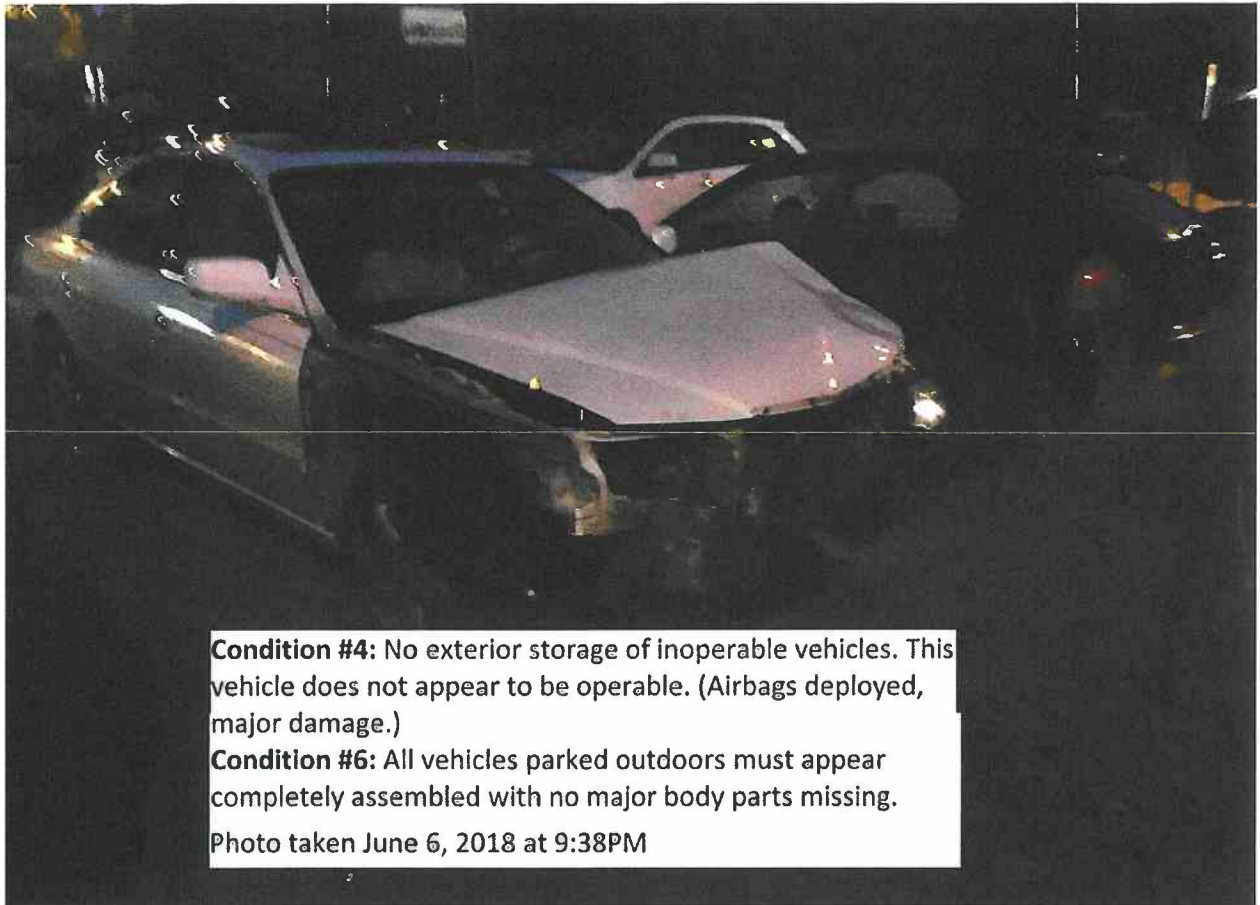 Condition #4: No exterior storage of inoperable vehicles. This
vehicle does not appear to be operable. (Airbags deployed,
major damage.)
Condition #6: All vehicles parked outdoors must appear
completely assembled with no major body parts missing.
Photo taken June 6, 2018 at 9:38PM